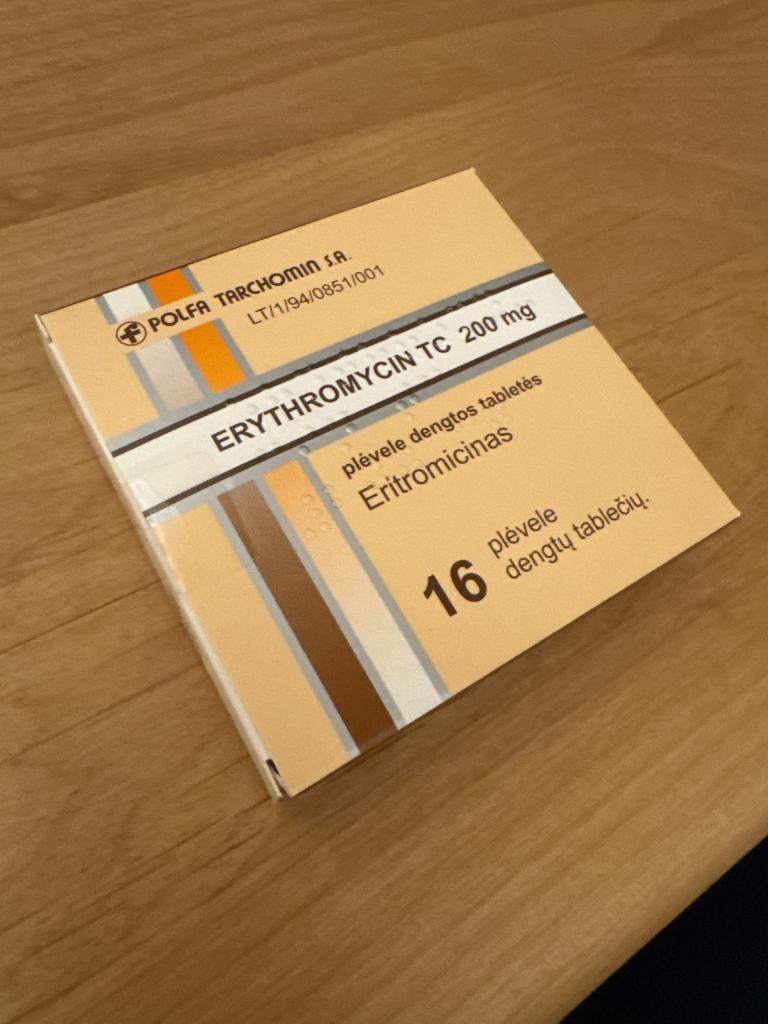 POLFA TARCHOMIN S.A.
LT/1/94/0851/001
ERYTHROMYCIN TC 200 mg
plėvele dengtos tabletės
Eritromicinas
16 plėvele
dengtų tablečių.